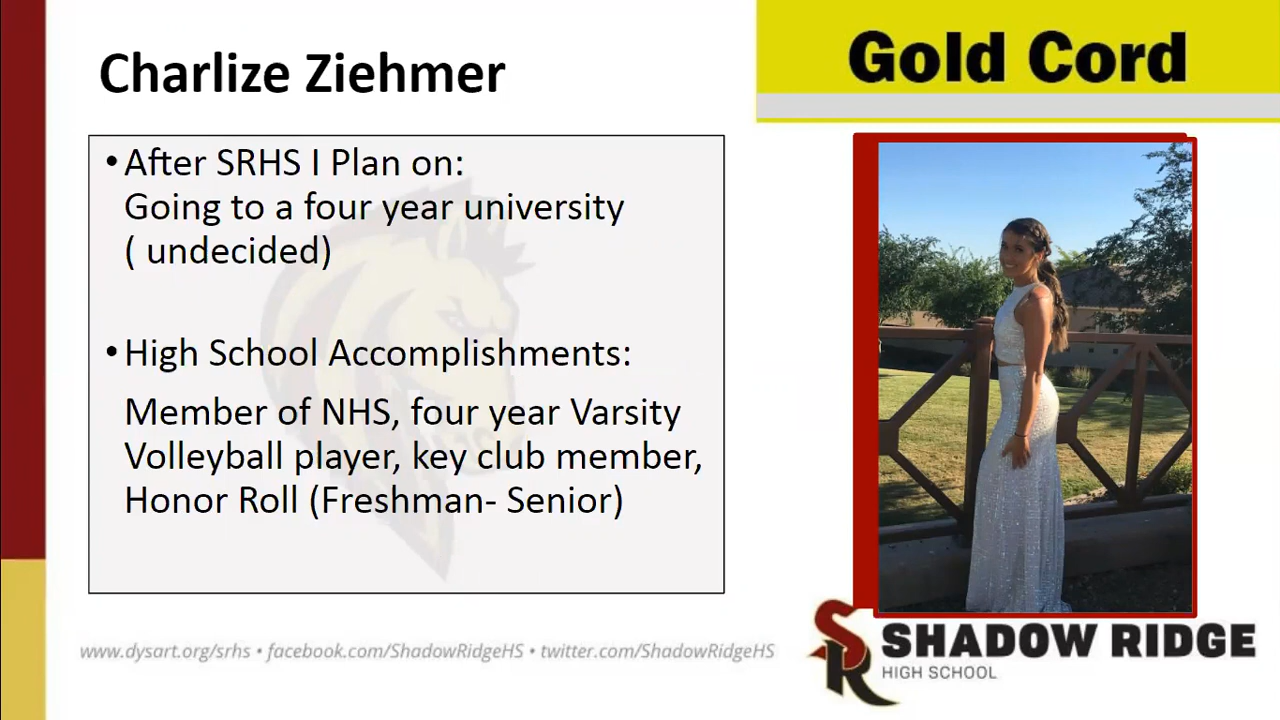 Charlize Ziehmer
Gold Cord
•After SRHS I Plan on:
Going to a four year university
( undecided)
•High School Accomplishments:
Member of NHS, four year Varsity
Volleyball player, key club member,
Honor Roll (Freshman- Senior)
www.dysart.org/srhs • facebook.com/ShadowRidgeHS • twitter.com/ShadowRidgeHS
SR
SHADOW RIDGE
HIGH SCHOOL